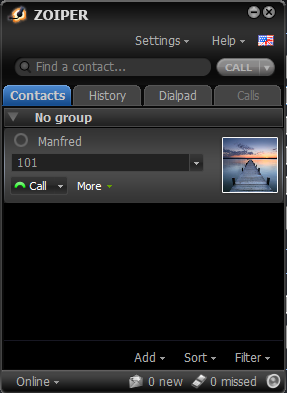 ZOIPER
Settings Help
Find a contact... CALL
Contacts History Dialpad Calls
No group
Manfred
101
Call More
Add Sort Filter
Online 0 new 0 missed